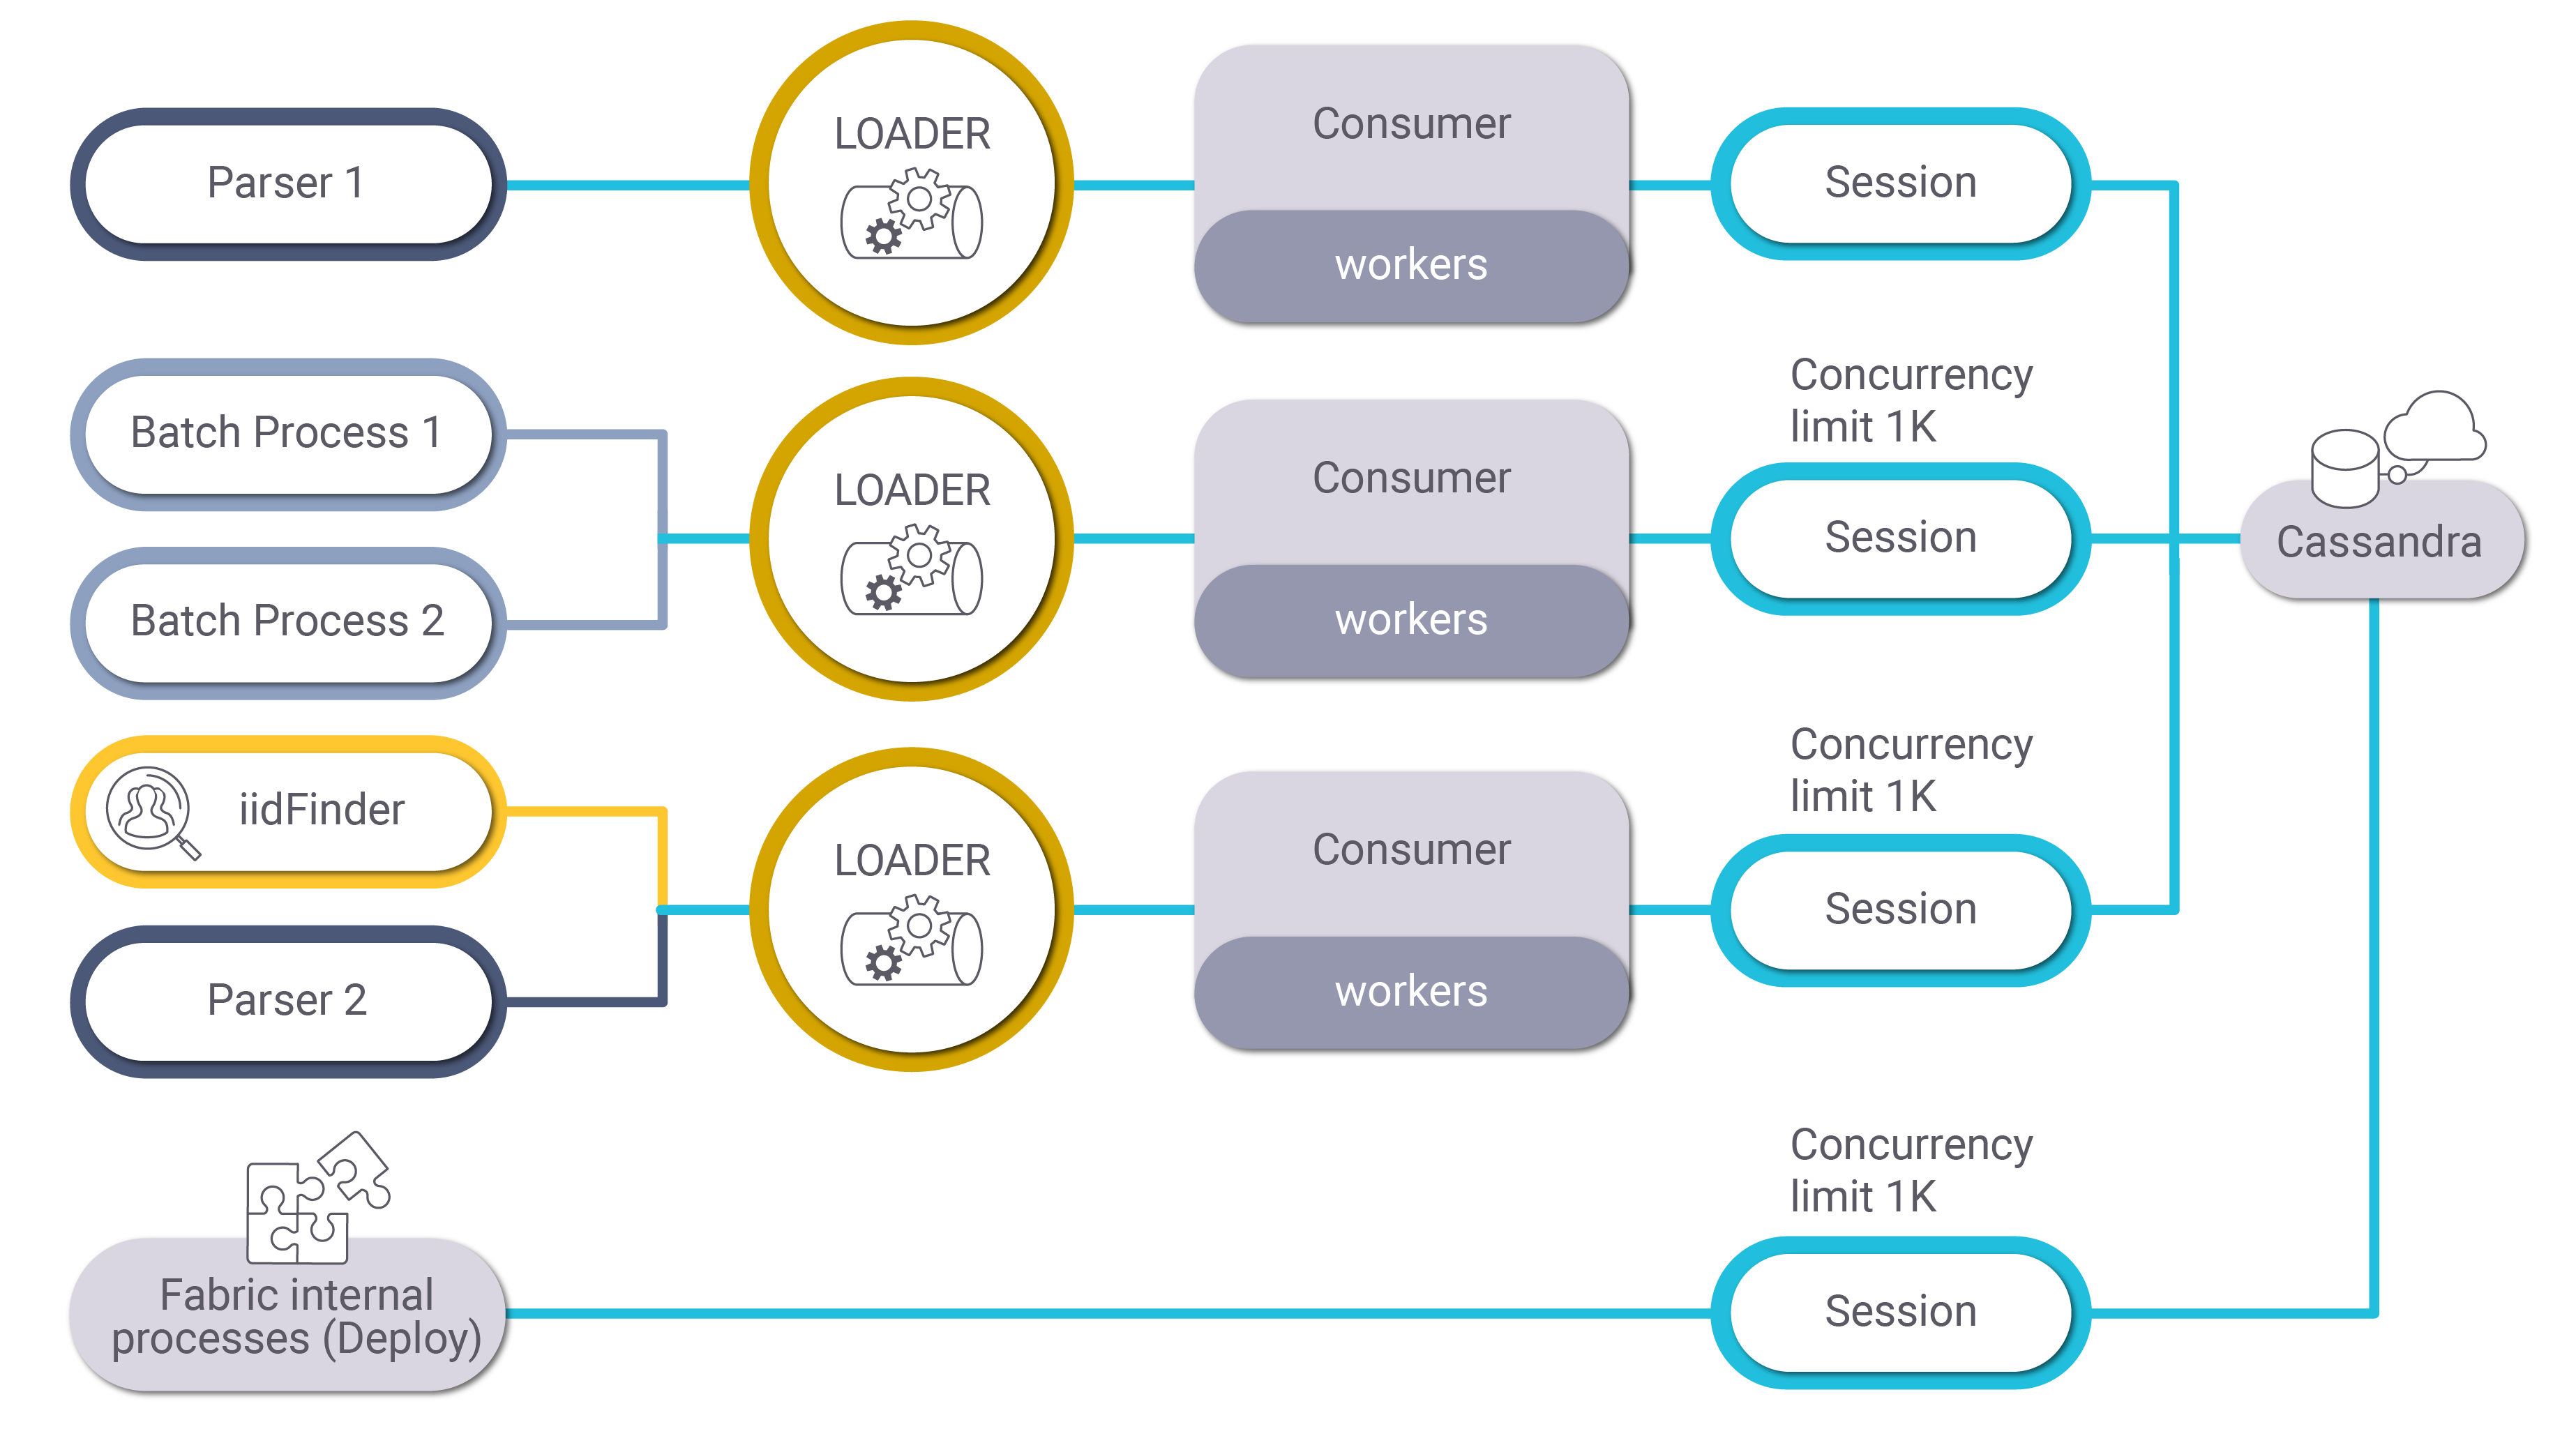 Parser 1
LOADER
Consumer
workers
Session
Batch Process 1
Batch Process 2
LOADER
Consumer
workers
Concurrency
limit 1K
Session
Cassandra
iidFinder
Parser 2
LOADER
Consumer
workers
Concurrency
limit 1K
Session
Fabric internal
processes (Deploy)
Concurrency
limit 1K
Session